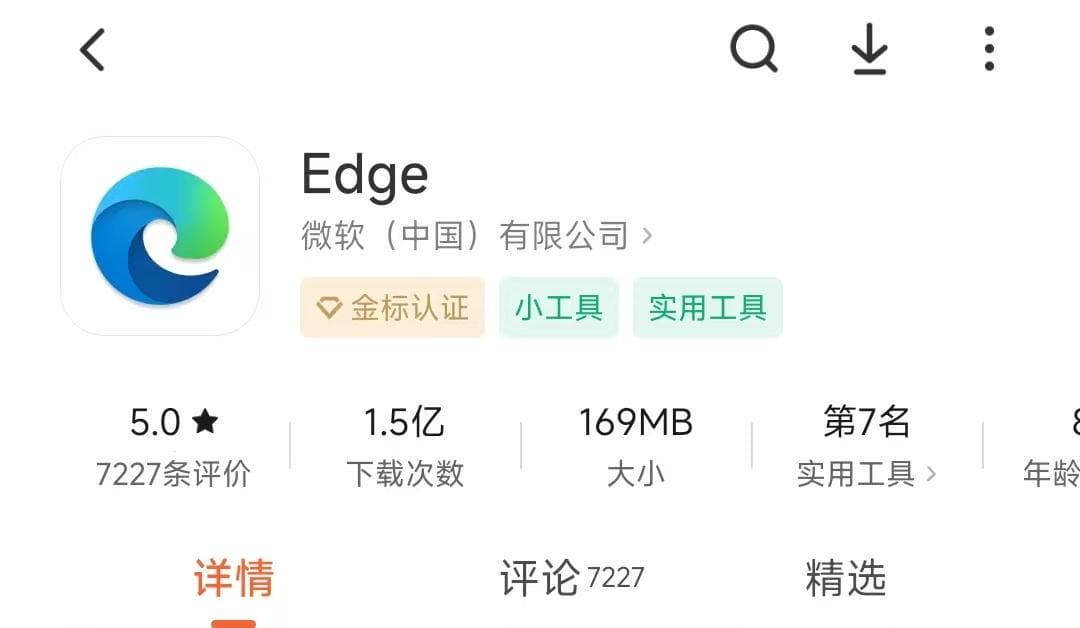 Edge
微软（中国）有限公司
金标认证 小工具 实用工具
5.0 1.5亿 169MB 第7名
7227条评价 下载次数 大小 实用工具 年龄
详情 评论 7227 精选